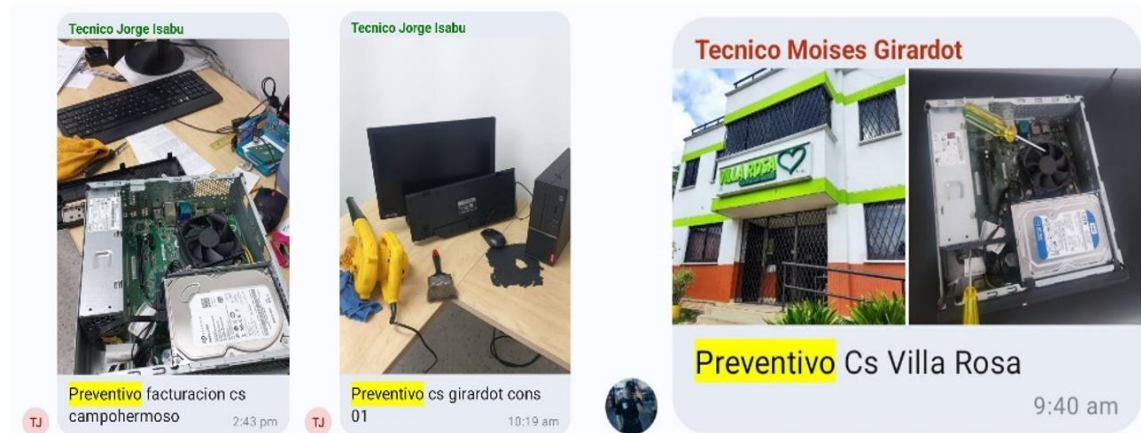 Tecnico Jorge Isabu
Preventivo facturacion cs
campohermoso
2:43 pm
TJ
Tecnico Jorge Isabu
Preventivo cs girardot cons
01
10:19 am
TJ
Tecnico Moises Girardot
VILLA ROSA
Preventivo Cs Villa Rosa
9:40 am